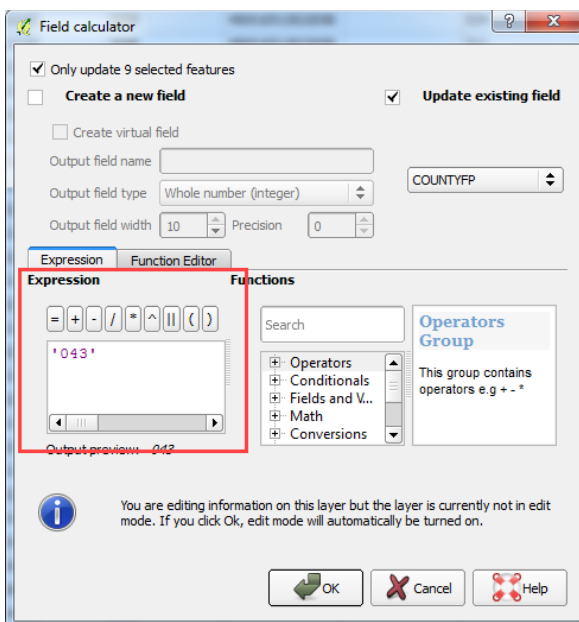 Field calculator
Only update 9 selected features
Create a new field
Update existing field
Create virtual field
Output field name
COUNTYFP
Output field type Whole number (integer)
Output field width 10 Precision 0
Expression Function Editor
Expression Functions
= + - / * ^ || ( )
Search
Operators Group
'043'
Operators
Conditionals
Fields and V...
Math
Conversions
This group contains
operators e.g + - *
Output preview: 043
You are editing information on this layer but the layer is currently not in edit
mode. If you click Ok, edit mode will automatically be turned on.
OK Cancel Help